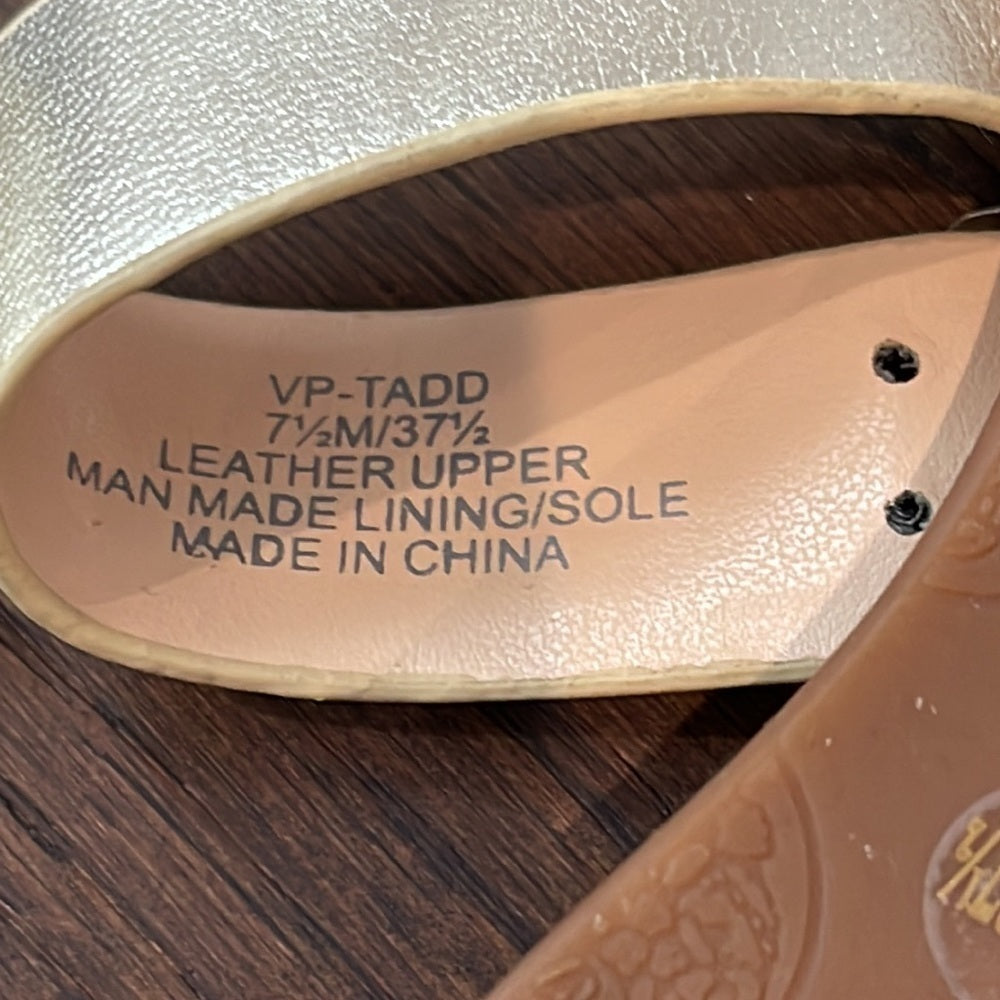 VP-TADD
7½M/37½
LEATHER UPPER
MAN MADE LINING/SOLE
MADE IN CHINA